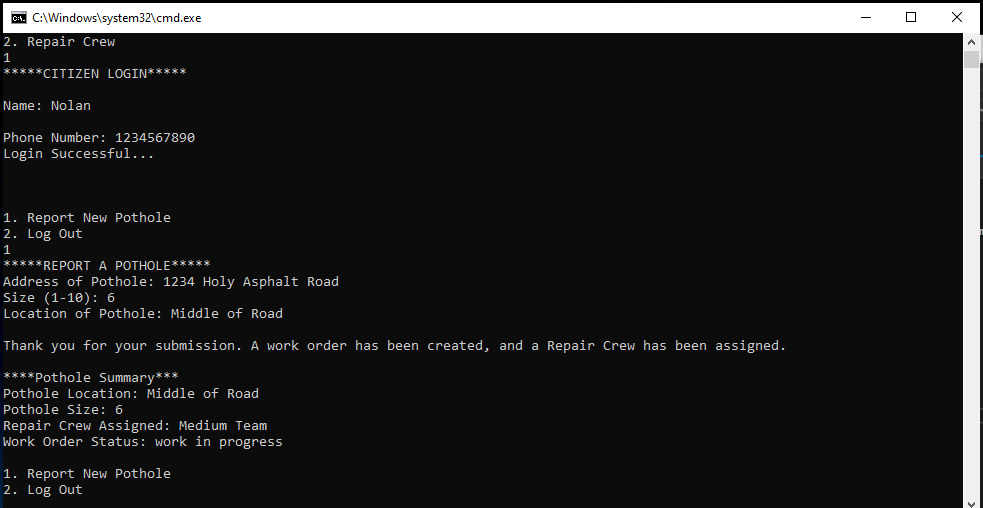 C:\Windows\system32\cmd.exe
2. Repair Crew
1
*****CITIZEN LOGIN*****
Name: Nolan
Phone Number: 1234567890
Login Successful...
1. Report New Pothole
2. Log Out
1
*****REPORT A POTHOLE*****
Address of Pothole: 1234 Holy Asphalt Road
Size (1-10): 6
Location of Pothole: Middle of Road
Thank you for your submission. A work order has been created, and a Repair Crew has been assigned.
****Pothole Summary***
Pothole Location: Middle of Road
Pothole Size: 6
Repair Crew Assigned: Medium Team
Work Order Status: work in progress
1. Report New Pothole
2. Log Out